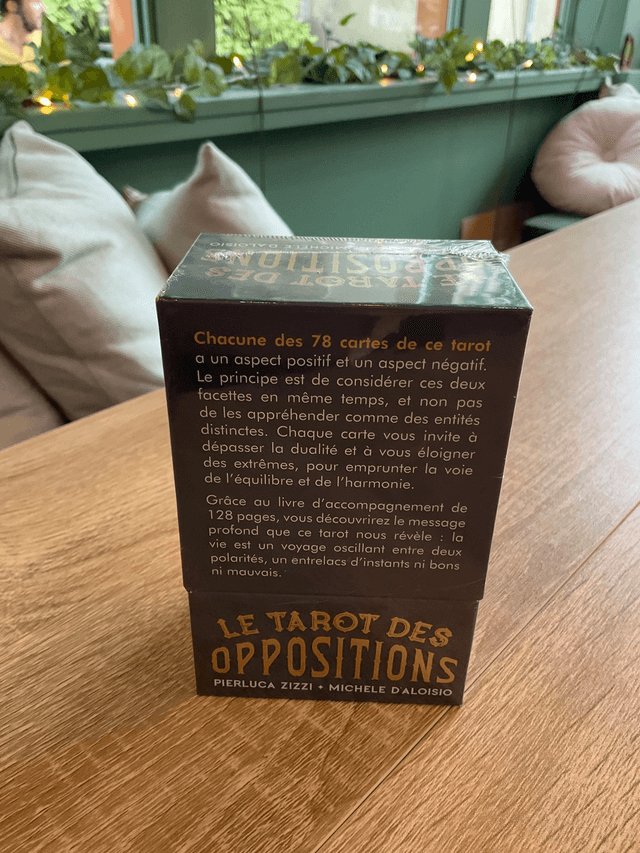 MICHELE D'ALOISIO
LE TAROT DES
OPPOSITIONS
Chacune des 78 cartes de ce tarot
a un aspect positif et un aspect négatif.
Le principe est de considérer ces deux
facettes en même temps, et non pas
de les appréhender comme des entités
distinctes. Chaque carte vous invite à
dépasser la dualité et à vous éloigner
des extrêmes, pour emprunter la voie
de l'équilibre et de l'harmonie.
Grâce au livre d'accompagnement de
128 pages, vous découvrirez le message
profond que ce tarot nous révèle : la
vie est un voyage oscillant entre deux
polarités, un entrelacs d'instants ni bons
ni mauvais.
LE TAROT DES
OPPOSITIONS
PIERLUCA ZIZZI + MICHELE D'ALOISIO